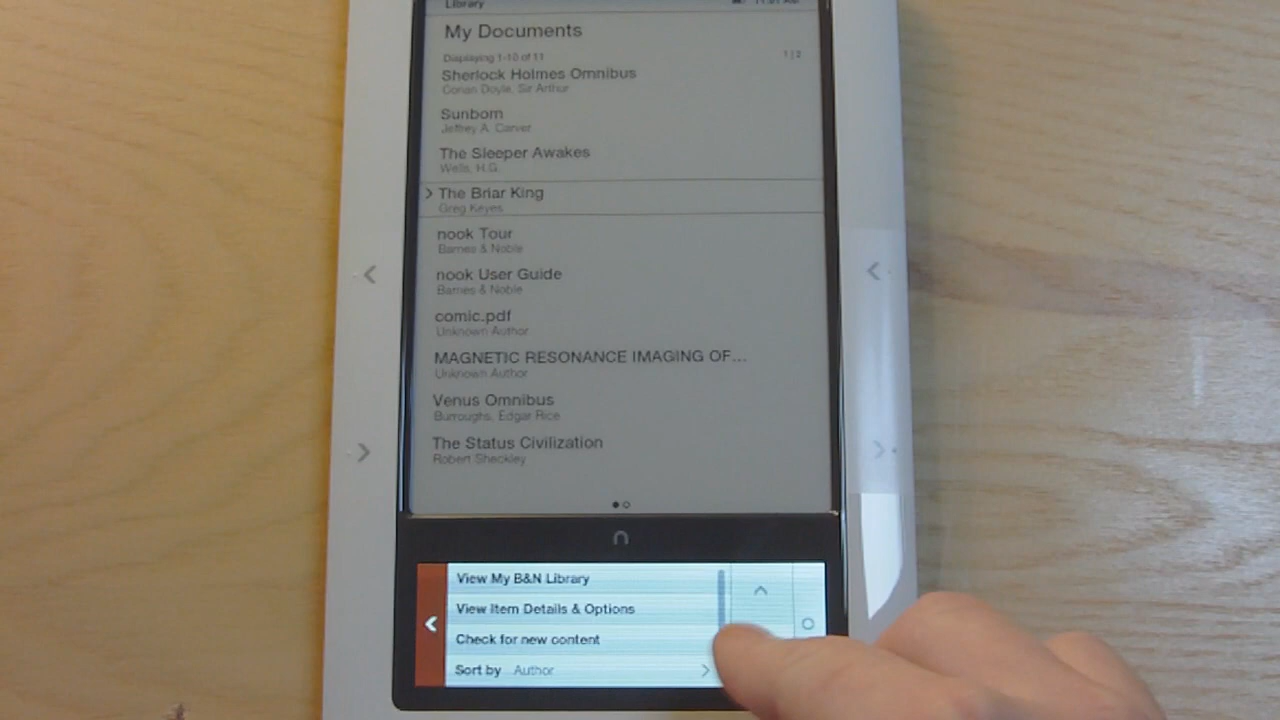 Library
My Documents
Displaying 1-10 of 11
1 | 2
Sherlock Holmes Omnibus
Conan Doyle, Sir Arthur
Sunborn
Jeffrey A. Carver
The Sleeper Awakes
Wells, H.G.
The Briar King
Greg Keyes
nook Tour
Barnes & Noble
nook User Guide
Barnes & Noble
comic.pdf
Unknown Author
MAGNETIC RESONANCE IMAGING OF...
Unknown Author
Venus Omnibus
Burroughs, Edgar Rice
The Status Civilization
Robert Sheckley
View My B&N Library
View Item Details & Options
Check for new content
Sort by Author